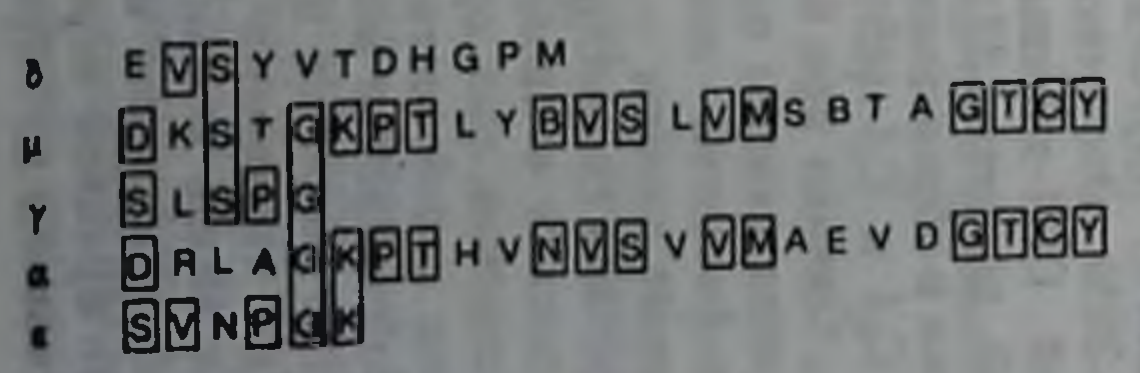 δ E V S Y V T D H G P M
μ D K S T G K P T L Y B V S L V M S B T A G T C Y
γ S L S P G
α D R L A G K P T H V N V S V V M A E V D G T C Y
ε S V N P G K